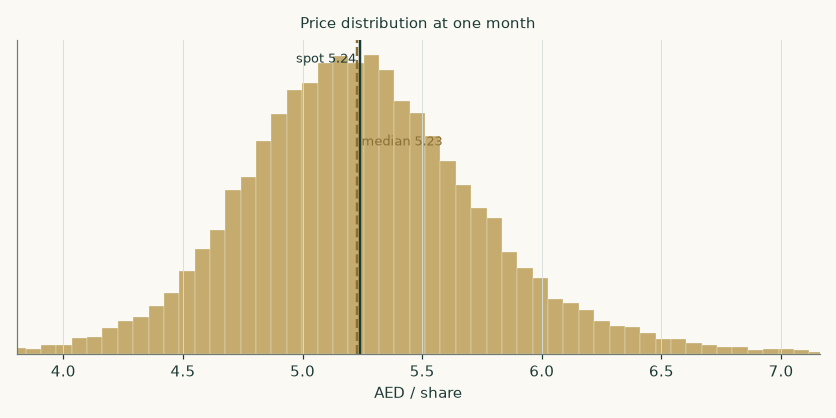 Price distribution at one month
spot 5.24
median 5.23
4.0 4.5 5.0 5.5 6.0 6.5 7.0
AED / share